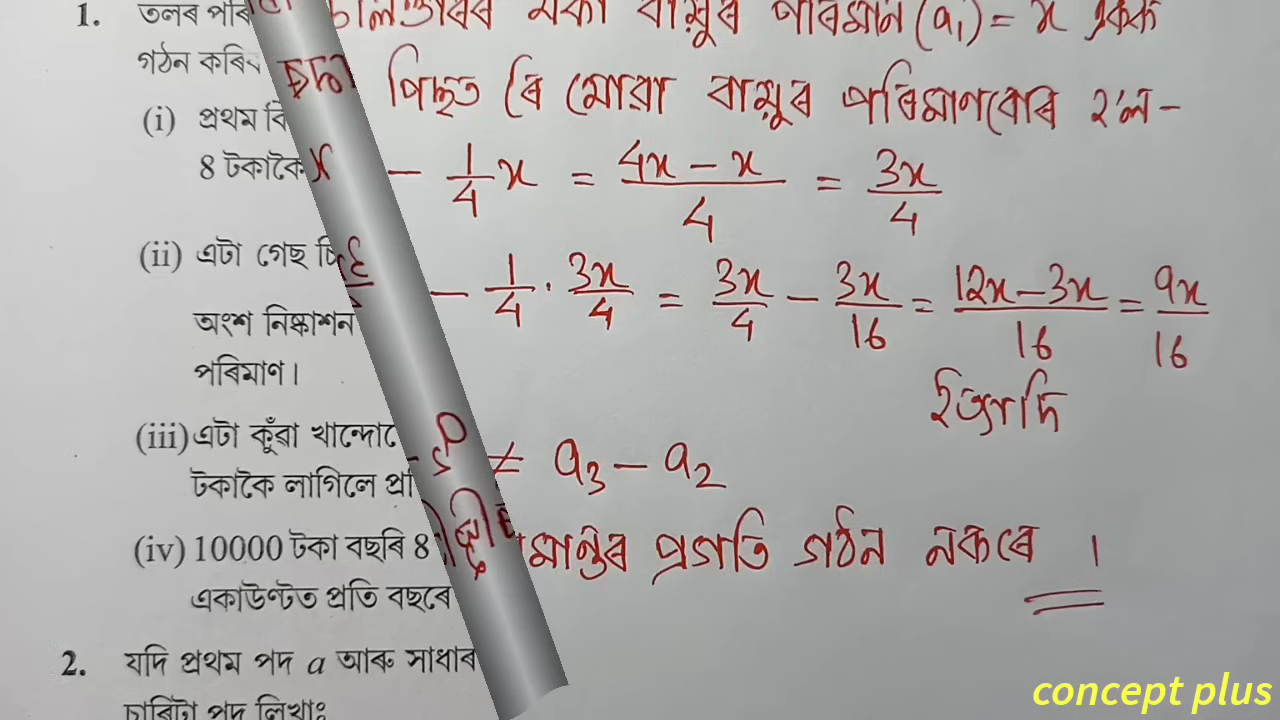 1. তলৰ পৰি
গঠন কৰিব
(i) প্ৰথম কি
8 টকাকৈ
(ii) এটা গেছ চি
অংশ নিষ্কাশন
পৰিমাণ।
(iii) এটা কুঁৱা খান্দোতে
টকাকৈ লাগিলে প্ৰ
(iv) 10000 টকা বছৰি 8
একাউণ্টত প্ৰতি বছৰে
2. যদি প্ৰথম পদ a আৰু সাধাৰ
চাৰিটা পদ লিখাঃ
বায়ুৰ পৰিমাণ (a₁) = x একক
পিছত ৰৈ যোৱা বায়ুৰ পৰিমাণবোৰ হ'ল –
x – 1/4 x = (4x – x)/4 = 3x/4
– 1/4 · 3x/4 = 3x/4 – 3x/16 = (12x – 3x)/16 = 9x/16
ইত্যাদি
≠ a₃ – a₂
সমান্তৰ প্ৰগতি গঠন নকৰে ।
concept plus